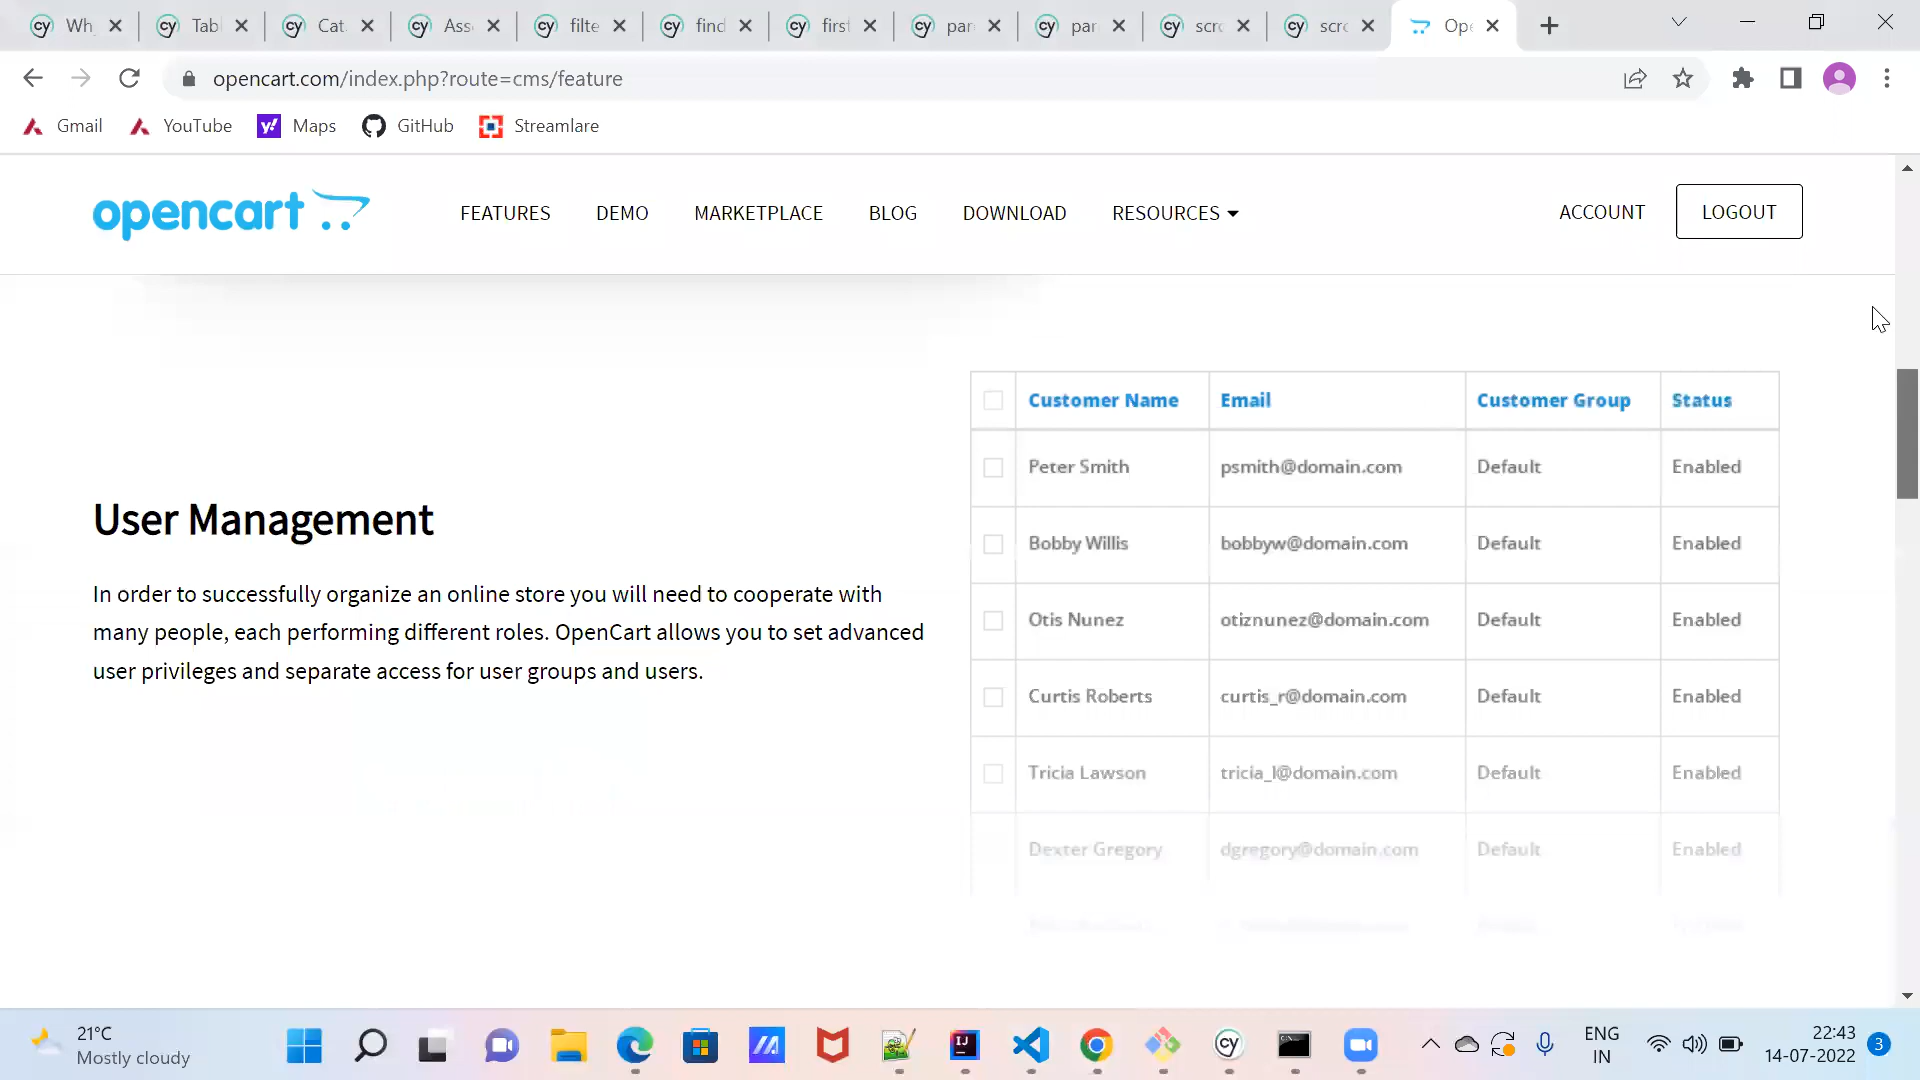 Wh
Tab
Cat
Ass
filte
find
first
par
par
scro
scro
Ope
opencart.com/index.php?route=cms/feature
Gmail
YouTube
Maps
GitHub
Streamlare
opencart
FEATURES
DEMO
MARKETPLACE
BLOG
DOWNLOAD
RESOURCES
ACCOUNT
LOGOUT
User Management
In order to successfully organize an online store you will need to cooperate with
many people, each performing different roles. OpenCart allows you to set advanced
user privileges and separate access for user groups and users.
Customer Name Email Customer Group Status
Peter Smith psmith@domain.com Default Enabled
Bobby Willis bobbyw@domain.com Default Enabled
Otis Nunez otiznunez@domain.com Default Enabled
Curtis Roberts curtis_r@domain.com Default Enabled
Tricia Lawson tricia_l@domain.com Default Enabled
Dexter Gregory dgregory@domain.com Default Enabled
21°C
Mostly cloudy
ENG
IN
22:43
14-07-2022
3